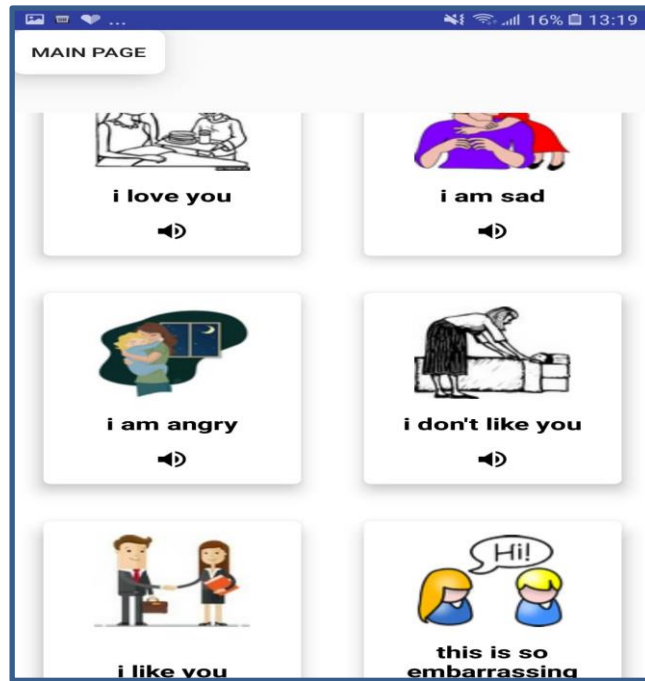 ... 16% 13:19
MAIN PAGE
i love you
i am sad
i am angry
i don't like you
Hi!
i like you
this is so
embarrassing